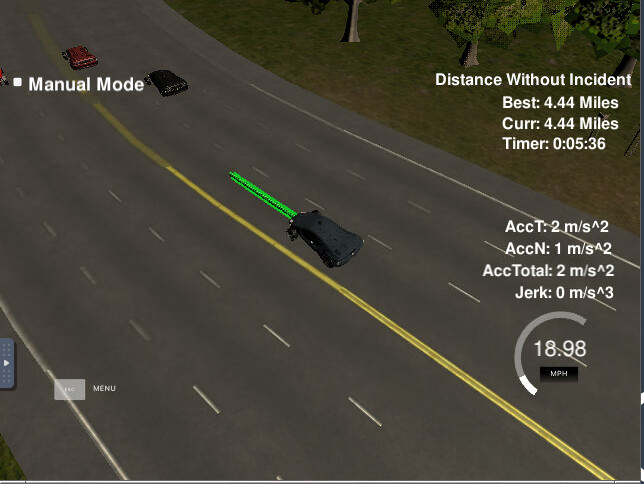 Manual Mode
Distance Without Incident
Best: 4.44 Miles
Curr: 4.44 Miles
Timer: 0:05:36
AccT: 2 m/s^2
AccN: 1 m/s^2
AccTotal: 2 m/s^2
Jerk: 0 m/s^3
18.98
MPH
ESC MENU